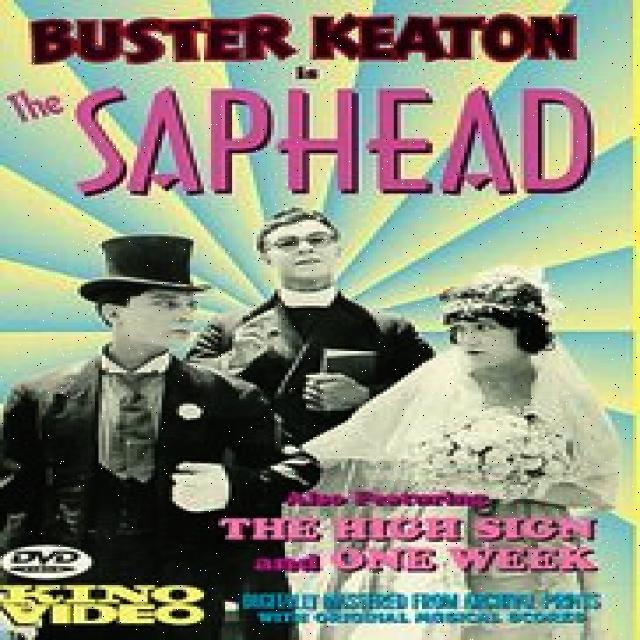 BUSTER KEATON
in
The
SAPHEAD
Also Featuring
THE HIGH SIGN
and ONE WEEK
DVD
KINO
VIDEO
DIGITALLY MASTERED FROM ARCHIVAL PRINTS
WITH ORIGINAL MUSICAL SCORES